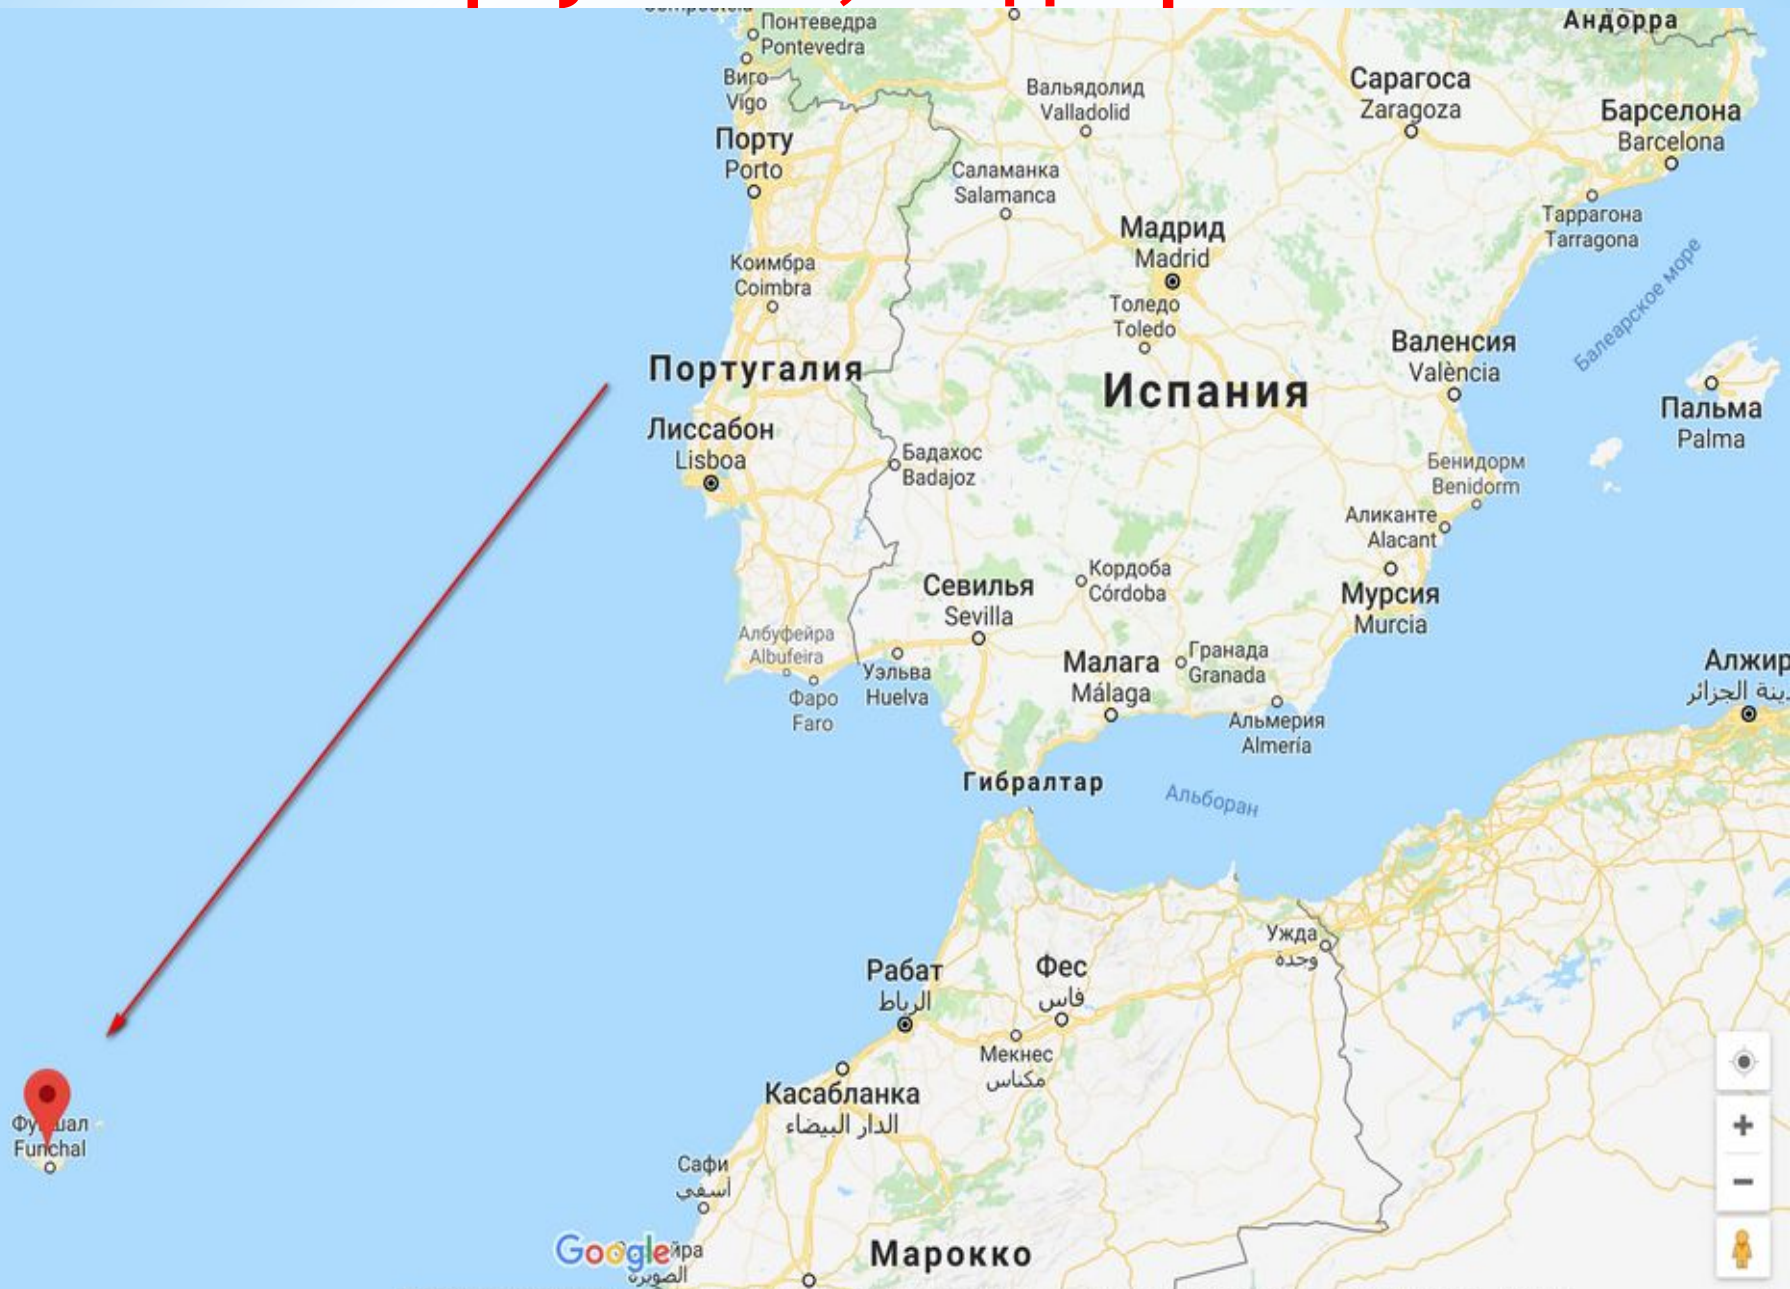 Андорра
Понтеведра
Pontevedra
Виго
Vigo
Вальядолид
Valladolid
Сарагоса
Zaragoza
Барселона
Barcelona
Порту
Porto
Саламанка
Salamanca
Таррагона
Tarragona
Мадрид
Madrid
Коимбра
Coimbra
Толедо
Toledo
Балеарское море
Валенсия
València
Португалия
Испания
Пальма
Palma
Лиссабон
Lisboa
Бадахос
Badajoz
Бенидорм
Benidorm
Аликанте
Alacant
Кордоба
Córdoba
Севилья
Sevilla
Мурсия
Murcia
Албуфейра
Albufeira
Уэльва
Huelva
Малага
Málaga
Гранада
Granada
Алжир
Фаро
Faro
Альмерия
Almería
Гибралтар
Альборан
Ужда
وجدة
Рабат
الرباط
Фес
فاس
Мекнес
مكناس
Касабланка
الدار البيضاء
Funchal
Сафи
أسفي
Google
الصويرة
Марокко